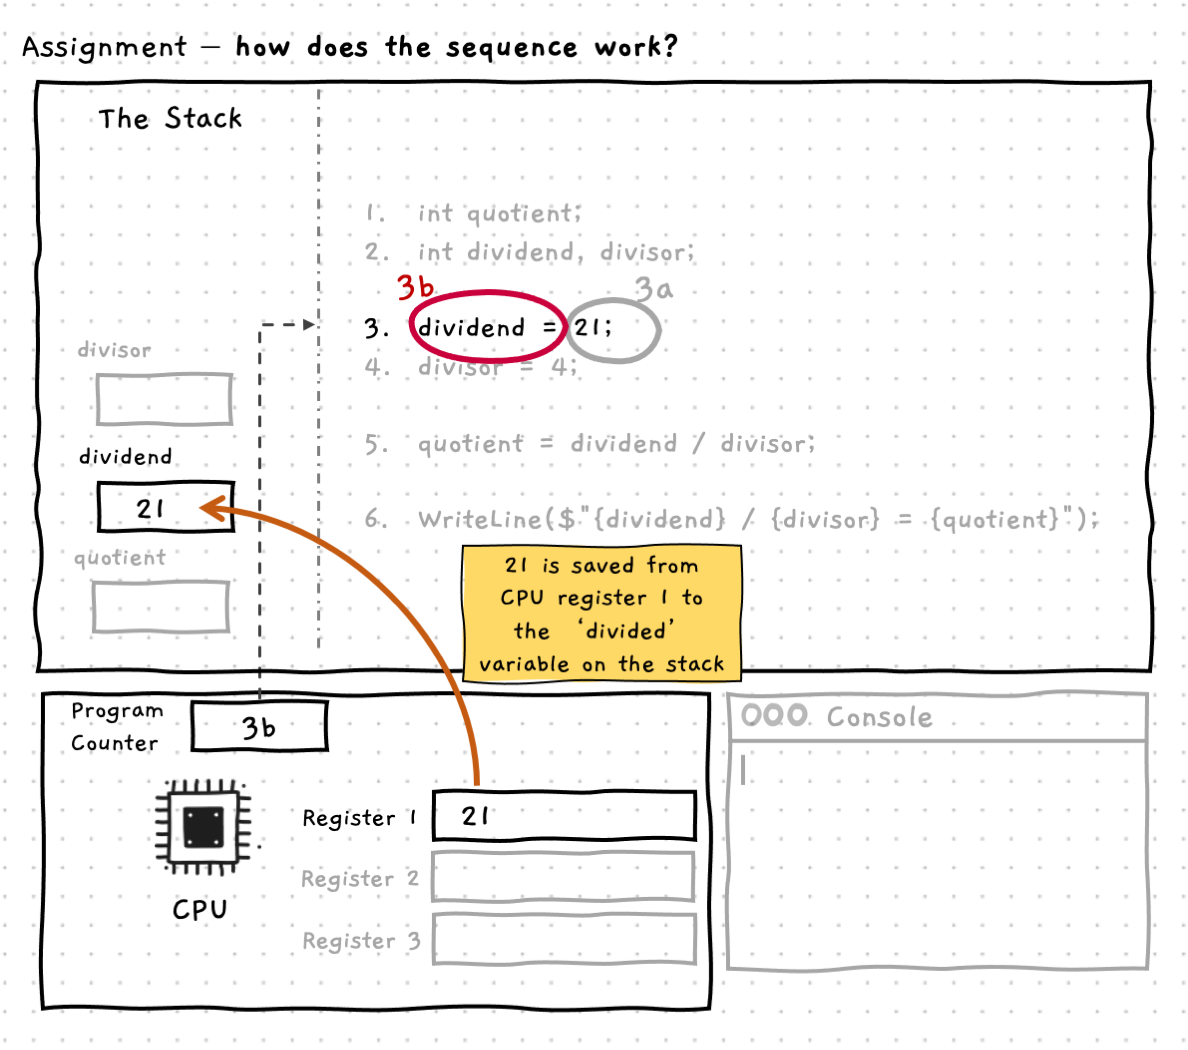 Assignment – how does the sequence work?
The Stack
1. int quotient;
2. int dividend, divisor;
3b
3a
3. dividend = 21;
4. divisor = 4;
5. quotient = dividend / divisor;
6. WriteLine($"{dividend} / {divisor} = {quotient}");
divisor
dividend
21
quotient
21 is saved from
CPU register 1 to
the ‘divided’
variable on the stack
Program
Counter
3b
CPU
Register 1
21
Register 2
Register 3
Console